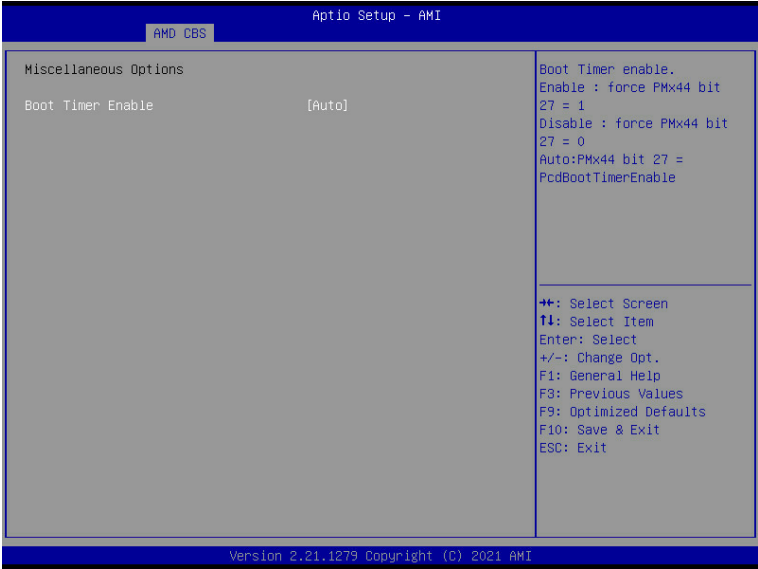 Aptio Setup – AMI
AMD CBS
Miscellaneous Options
Boot Timer Enable [Auto]
Boot Timer enable.
Enable : force PMx44 bit
27 = 1
Disable : force PMx44 bit
27 = 0
Auto:PMx44 bit 27 =
PcdBootTimerEnable
→←: Select Screen
↑↓: Select Item
Enter: Select
+/-: Change Opt.
F1: General Help
F3: Previous Values
F9: Optimized Defaults
F10: Save & Exit
ESC: Exit
Version 2.21.1279 Copyright (C) 2021 AMI